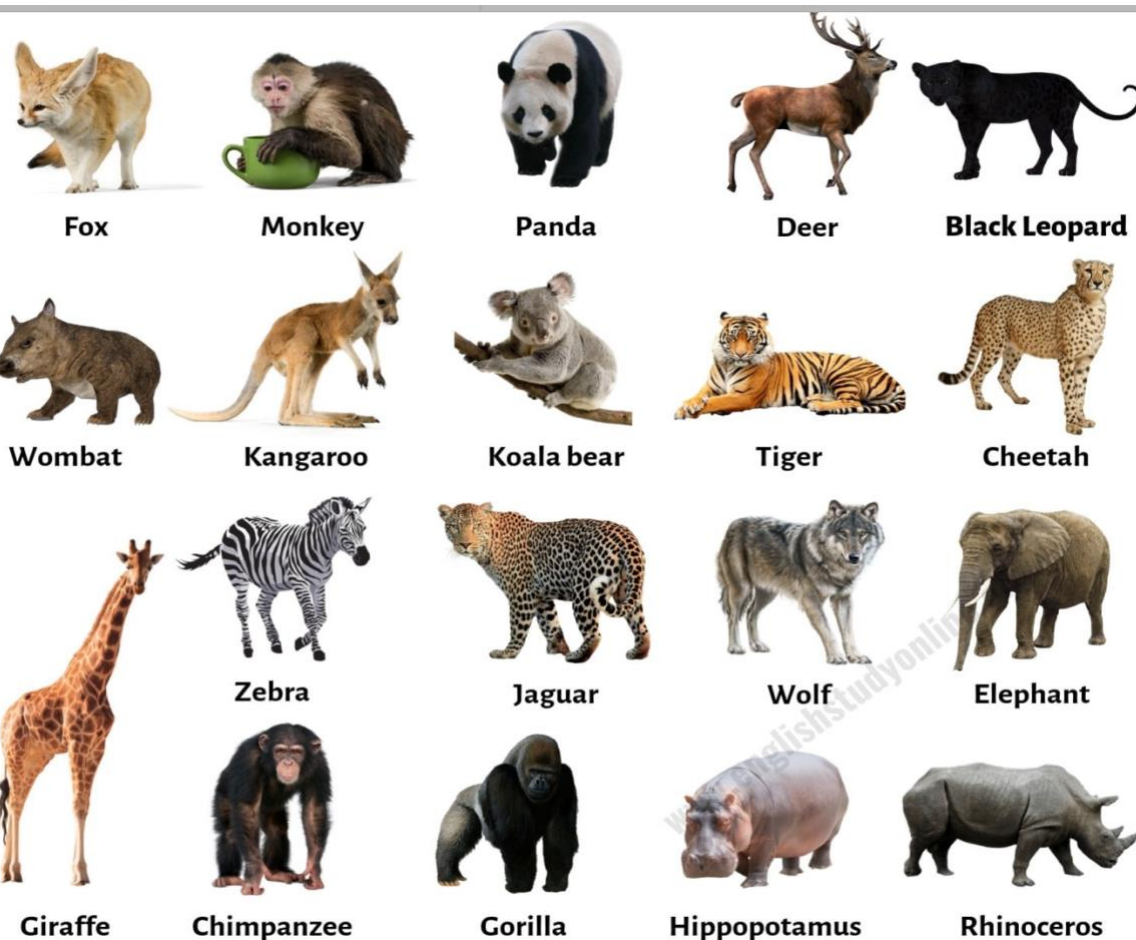 Fox Monkey Panda Deer Black Leopard
Wombat Kangaroo Koala bear Tiger Cheetah
Zebra Jaguar Wolf Elephant
Giraffe Chimpanzee Gorilla Hippopotamus Rhinoceros
englishstudyonlin